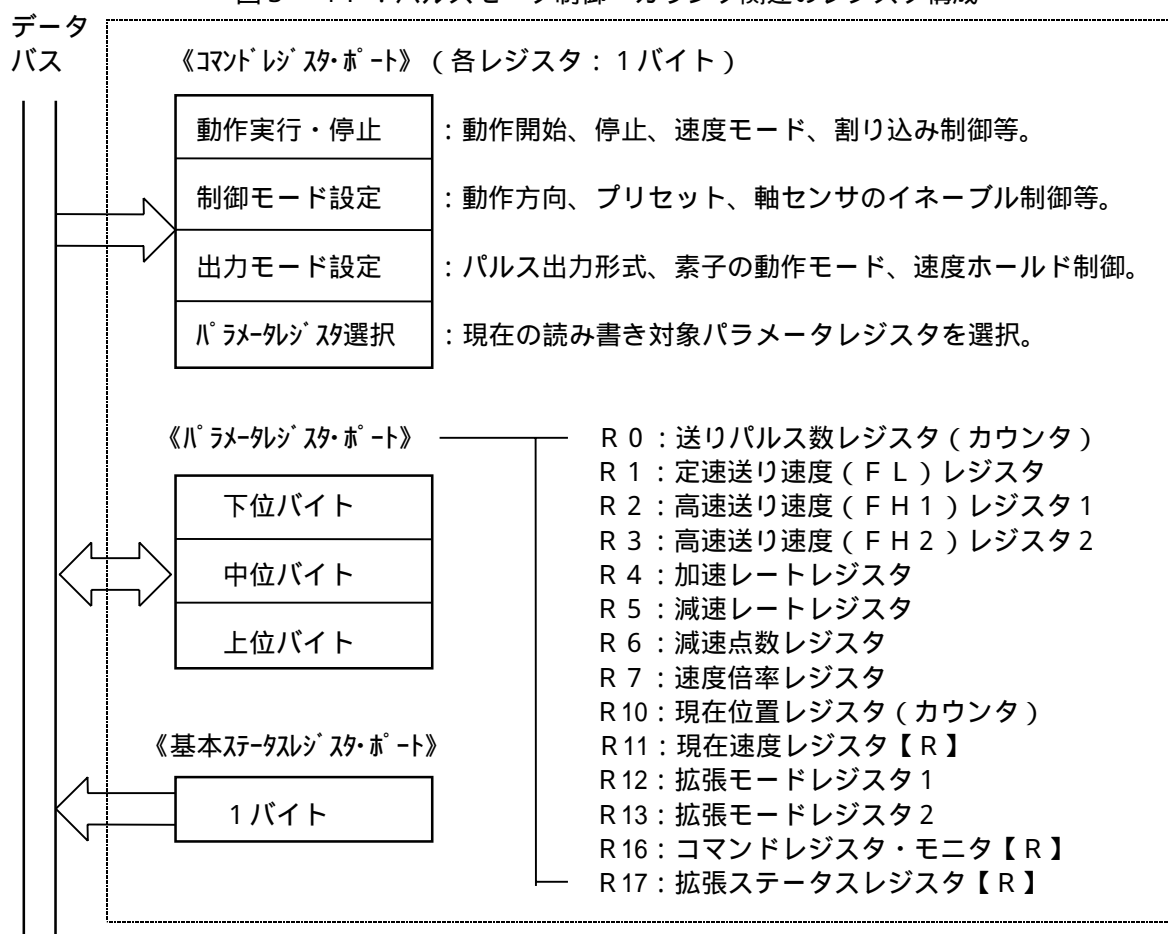 データ
バス
《ｺﾏﾝﾄﾞﾚｼﾞｽﾀ･ﾎﾟｰﾄ》(各レジスタ:1バイト)
動作実行・停止 :動作開始、停止、速度モード、割り込み制御等。
制御モード設定 :動作方向、プリセット、軸センサのイネーブル制御等。
出力モード設定 :パルス出力形式、素子の動作モード、速度ホールド制御。
ﾊﾟﾗﾒｰﾀﾚｼﾞｽﾀ選択 :現在の読み書き対象パラメータレジスタを選択。
《ﾊﾟﾗﾒｰﾀﾚｼﾞｽﾀ･ﾎﾟｰﾄ》
下位バイト
中位バイト
上位バイト
《基本ｽﾃｰﾀｽﾚｼﾞｽﾀ･ﾎﾟｰﾄ》
1バイト
R0:送りパルス数レジスタ(カウンタ)
R1:定速送り速度(FL)レジスタ
R2:高速送り速度(FH1)レジスタ1
R3:高速送り速度(FH2)レジスタ2
R4:加速レートレジスタ
R5:減速レートレジスタ
R6:減速点数レジスタ
R7:速度倍率レジスタ
R10:現在位置レジスタ(カウンタ)
R11:現在速度レジスタ【R】
R12:拡張モードレジスタ1
R13:拡張モードレジスタ2
R16:コマンドレジスタ・モニタ【R】
R17:拡張ステータスレジスタ【R】